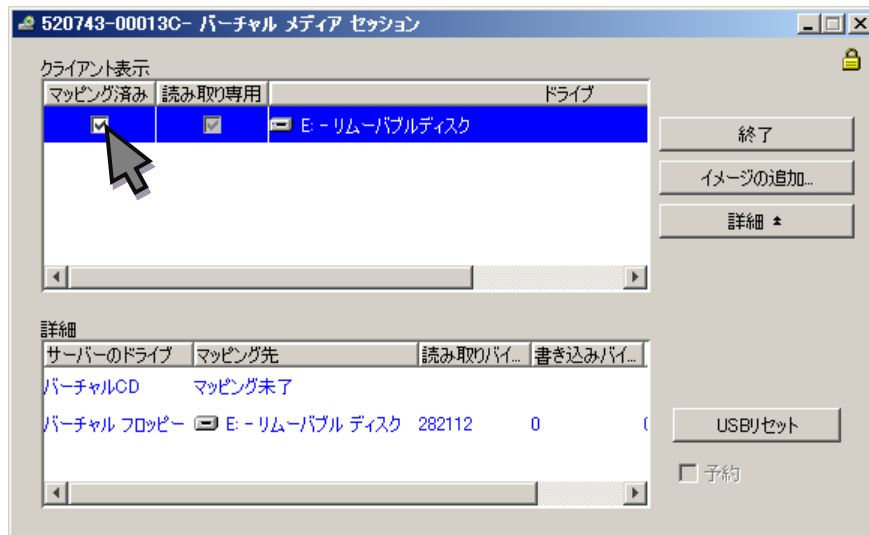 520743-00013C- バーチャル メディア セッション
クライアント表示
マッピング済み 読み取り専用 ドライブ
E: - リムーバブルディスク
終了
イメージの追加...
詳細
詳細
サーバーのドライブ マッピング先 読み取りバイ... 書き込みバイ...
バーチャルCD マッピング未了
バーチャル フロッピー E: - リムーバブル ディスク 282112 0
USBリセット
予約